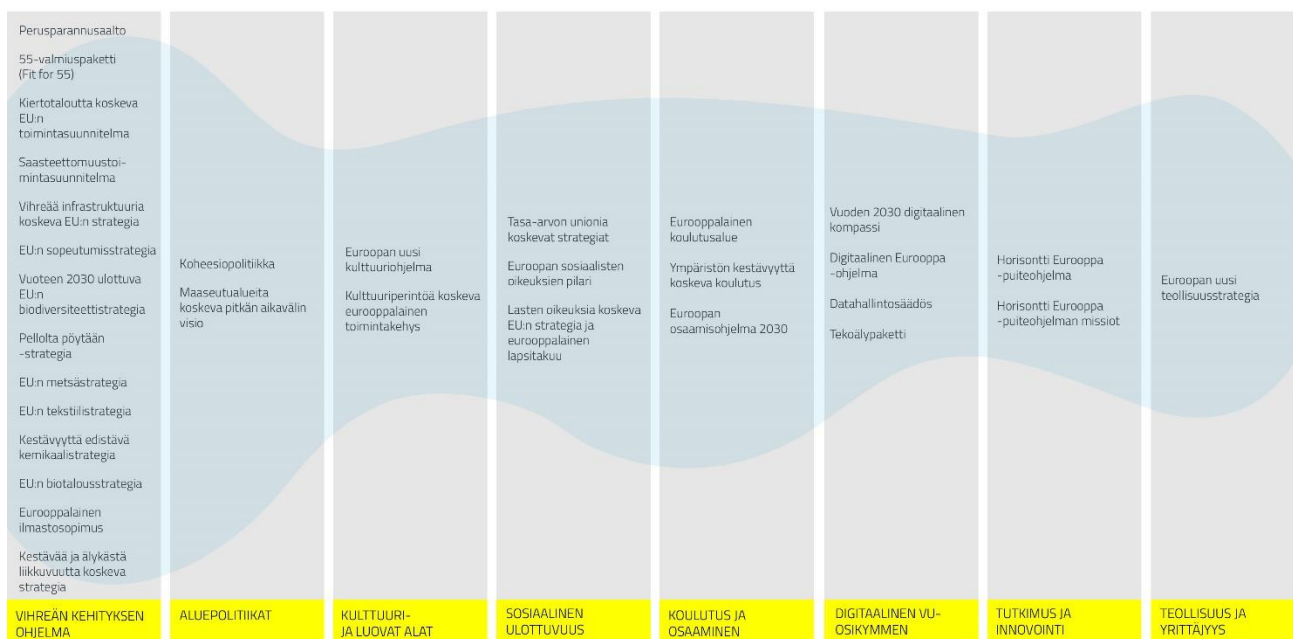 Perusparannusaalto
55-valmiuspaketti
(Fit for 55)
Kiertotaloutta koskeva
EU:n
toimintasuunnitelma
Saasteettomuustoi-
mintasuunnitelma
Vihreää infrastruktuuria
koskeva EU:n strategia
EU:n sopeutumisstrategia
Vuoteen 2030 ulottuva
EU:n
biodiversiteettistrategia
Pellolta pöytään
-strategia
EU:n metsästrategia
EU:n tekstiilistrategia
Kestävyyttä edistävä
kemikaalistrategia
EU:n biotalousstrategia
Eurooppalainen
ilmastosopimus
Kestävää ja älykästä
liikkuvuutta koskeva
strategia
VIHREÄN KEHITYKSEN
OHJELMA
Koheesiopolitiikka
Maaseutualueita
koskeva pitkän aikavälin
visio
ALUEPOLITIIKAT
Euroopan uusi
kulttuuriohjelma
Kulttuuriperintöä koskeva
eurooppalainen
toimintakehys
KULTTUURI-
JA LUOVAT ALAT
Tasa-arvon unionia
koskevat strategiat
Euroopan sosiaalisten
oikeuksien pilari
Lasten oikeuksia koskeva
EU:n strategia ja
eurooppalainen
lapsitakuu
SOSIAALINEN
ULOTTUVUUS
Eurooppalainen
koulutusalue
Ympäristön kestävyyttä
koskeva koulutus
Euroopan
osaamisohjelma 2030
KOULUTUS JA
OSAAMINEN
Vuoden 2030 digitaalinen
kompassi
Digitaalinen Eurooppa
-ohjelma
Datahallintosäädös
Tekoälypaketti
DIGITAALINEN VU-
OSIKYMMEN
Horisontti Eurooppa
-puiteohjelma
Horisontti Eurooppa
-puiteohjelman missiot
TUTKIMUS JA
INNOVOINTI
Euroopan uusi
teollisuusstrategia
TEOLLISUUS JA
YRITTÄJYYS